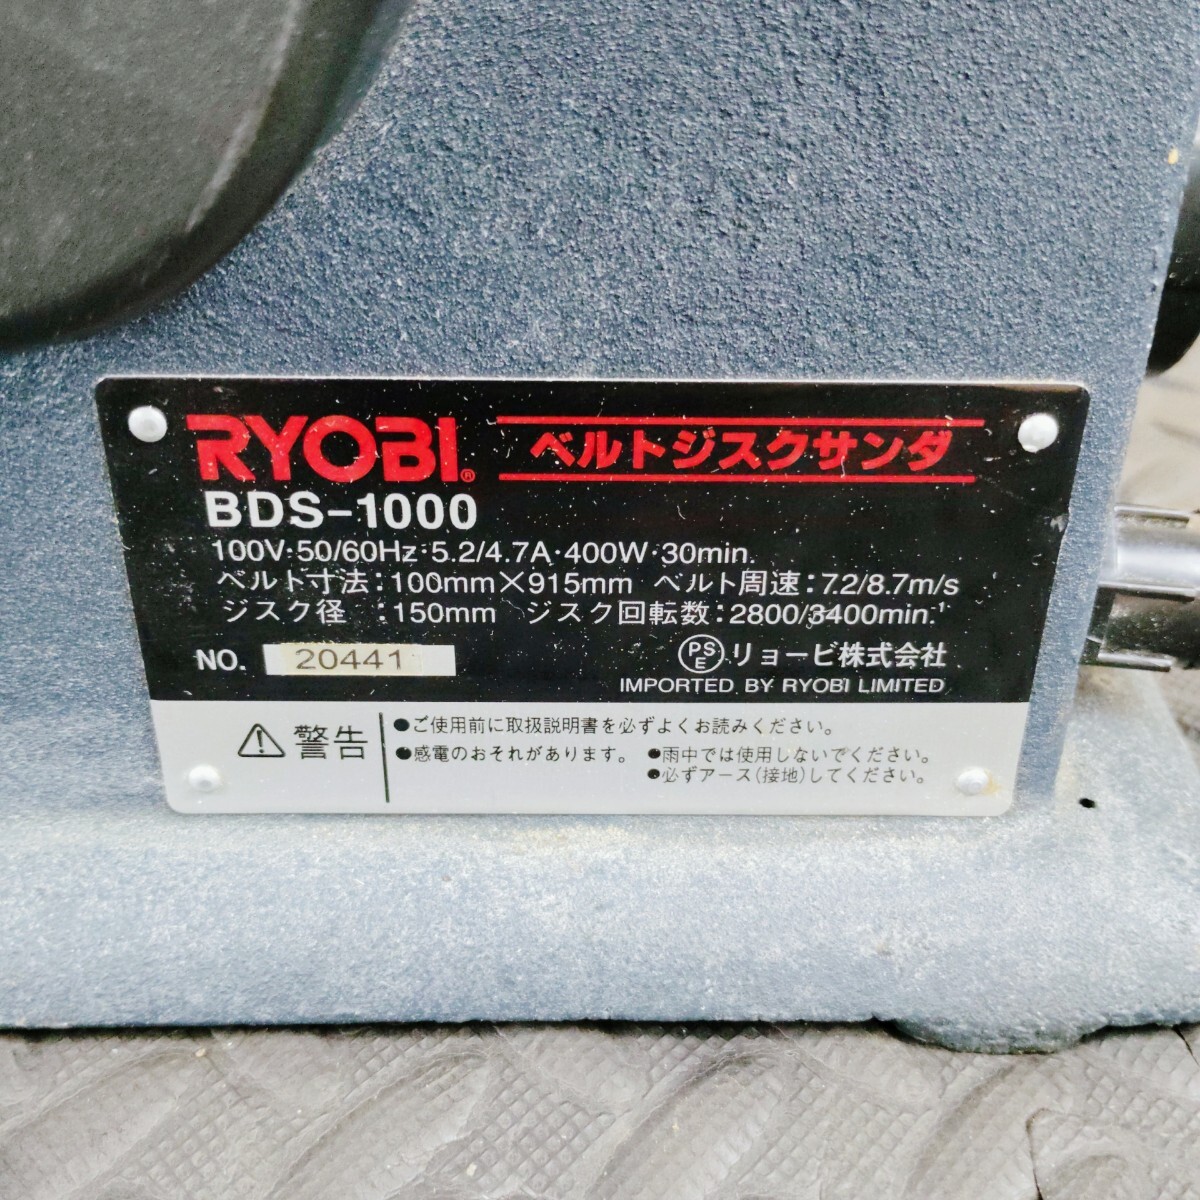 RYOBI® ベルトジスクサンダ
BDS-1000
100V·50/60Hz·5.2/4.7A·400W·30min.
ベルト寸法:100mm×915mm ベルト周速:7.2/8.7m/s
ジスク径 :150mm ジスク回転数:2800/3400min.⁻¹
NO. 20441
PSE リョービ株式会社
IMPORTED BY RYOBI LIMITED
⚠警告
●ご使用前に取扱説明書を必ずよくお読みください。
●感電のおそれがあります。 ●雨中では使用しないでください。
●必ずアース(接地)してください。